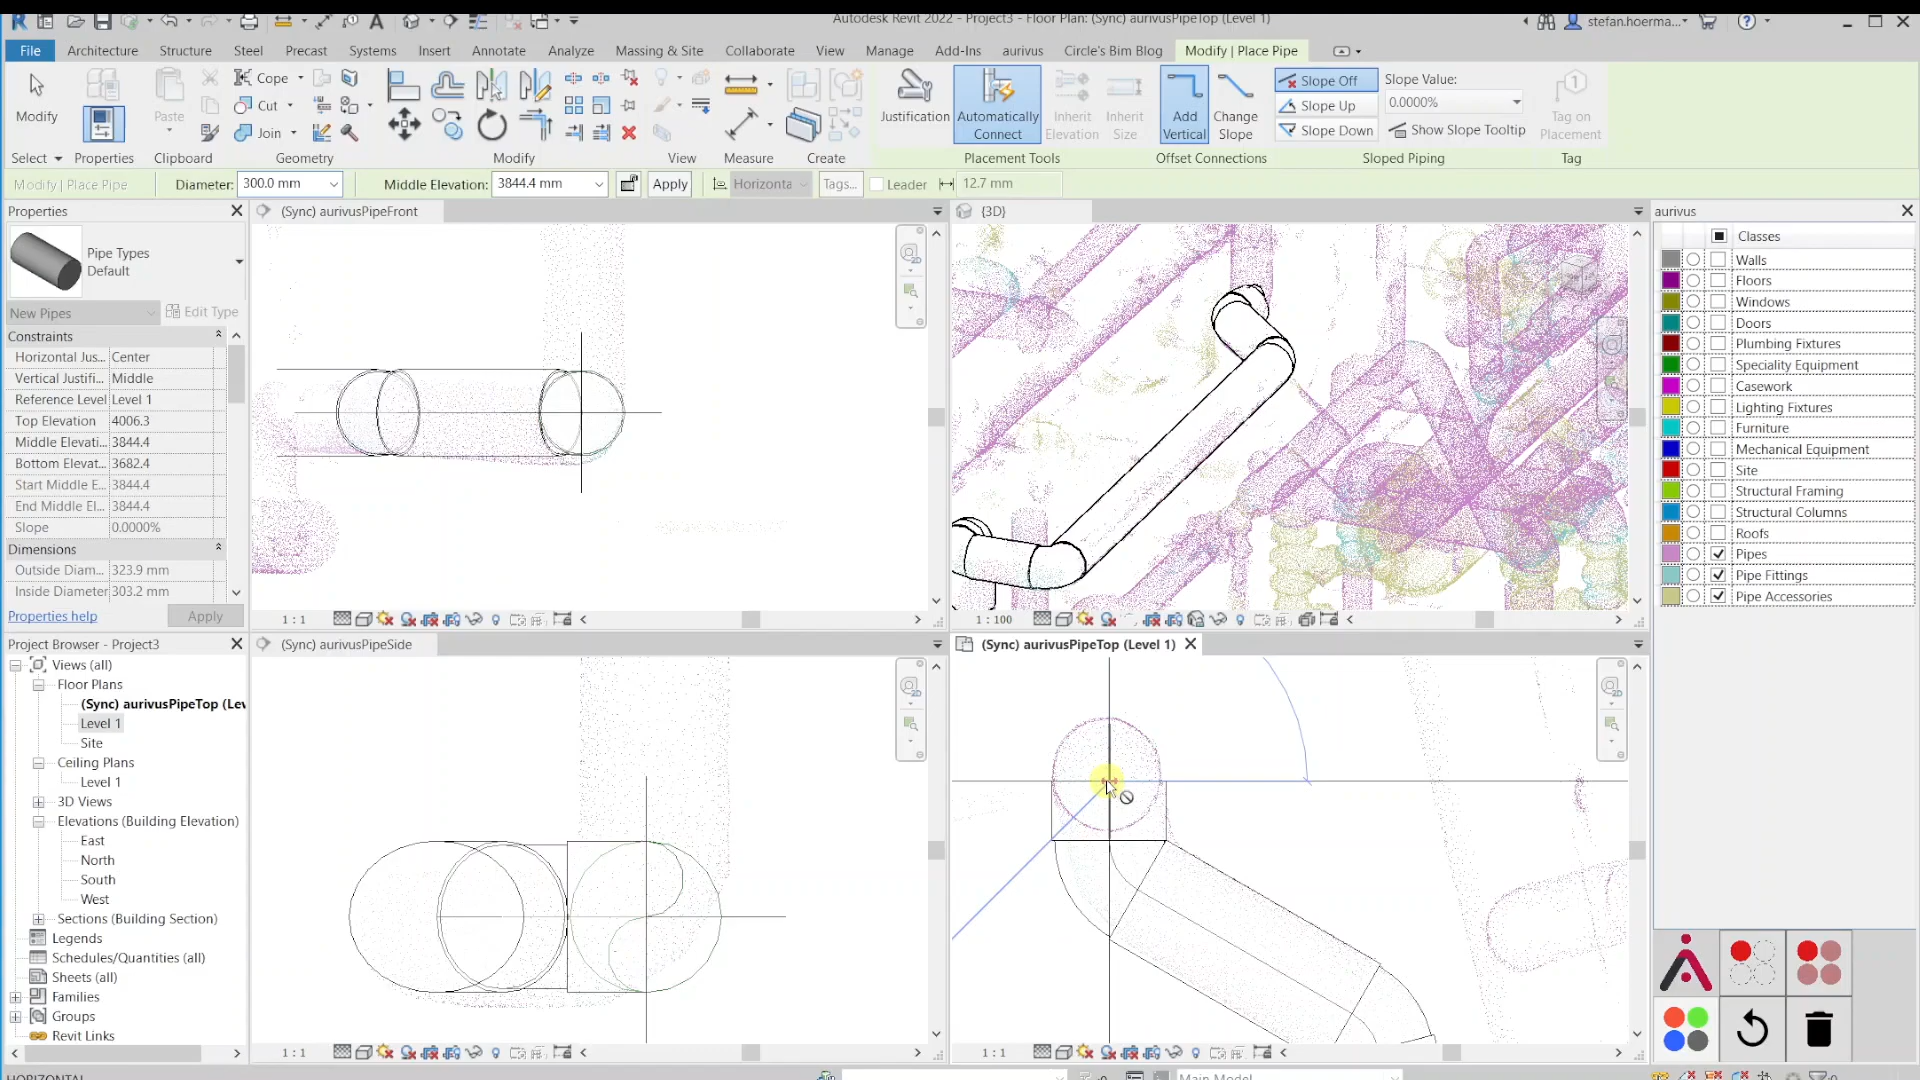 Autodesk Revit 2022 - Project3 - Floor Plan: (Sync) aurivusPipeTop (Level 1)
stefan.hoerma...
File Architecture Structure Steel Precast Systems Insert Annotate Analyze Massing & Site Collaborate View Manage Add-Ins aurivus Circle's Bim Blog Modify | Place Pipe
Modify Paste Cope Cut Join
Justification Automatically Connect Inherit Elevation Inherit Size Add Vertical Change Slope
Slope Off Slope Value:
Slope Up 0.0000%
Slope Down Show Slope Tooltip
Tag on Placement
Select Properties Clipboard Geometry Modify View Measure Create Placement Tools Offset Connections Sloped Piping Tag
Modify | Place Pipe Diameter: 300.0 mm Middle Elevation: 3844.4 mm Apply Horizonta Tags... Leader 12.7 mm
Properties
Pipe Types
Default
New Pipes Edit Type
Constraints
Horizontal Jus... Center
Vertical Justifi... Middle
Reference Level Level 1
Top Elevation 4006.3
Middle Elevati... 3844.4
Bottom Elevat... 3682.4
Start Middle E... 3844.4
End Middle El... 3844.4
Slope 0.0000%
Dimensions
Outside Diam... 323.9 mm
Inside Diameter 303.2 mm
Properties help Apply
Project Browser - Project3
Views (all)
Floor Plans
(Sync) aurivusPipeTop (Lev
Level 1
Site
Ceiling Plans
Level 1
3D Views
Elevations (Building Elevation)
East
North
South
West
Sections (Building Section)
Legends
Schedules/Quantities (all)
Sheets (all)
Families
Groups
Revit Links
HORIZONTAL
(Sync) aurivusPipeFront
1 : 1
{3D}
1 : 100
(Sync) aurivusPipeSide
1 : 1
(Sync) aurivusPipeTop (Level 1)
1 : 1
Main Model
aurivus
Classes
Walls
Floors
Windows
Doors
Plumbing Fixtures
Speciality Equipment
Casework
Lighting Fixtures
Furniture
Mechanical Equipment
Site
Structural Framing
Structural Columns
Roofs
Pipes
Pipe Fittings
Pipe Accessories